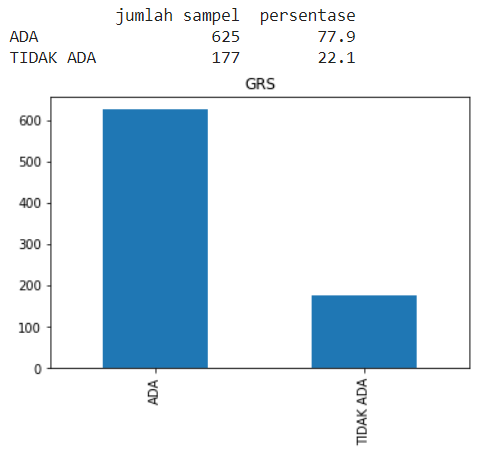 jumlah sampel persentase
ADA 625 77.9
TIDAK ADA 177 22.1
GRS
600
500
400
300
200
100
0
ADA
TIDAK ADA